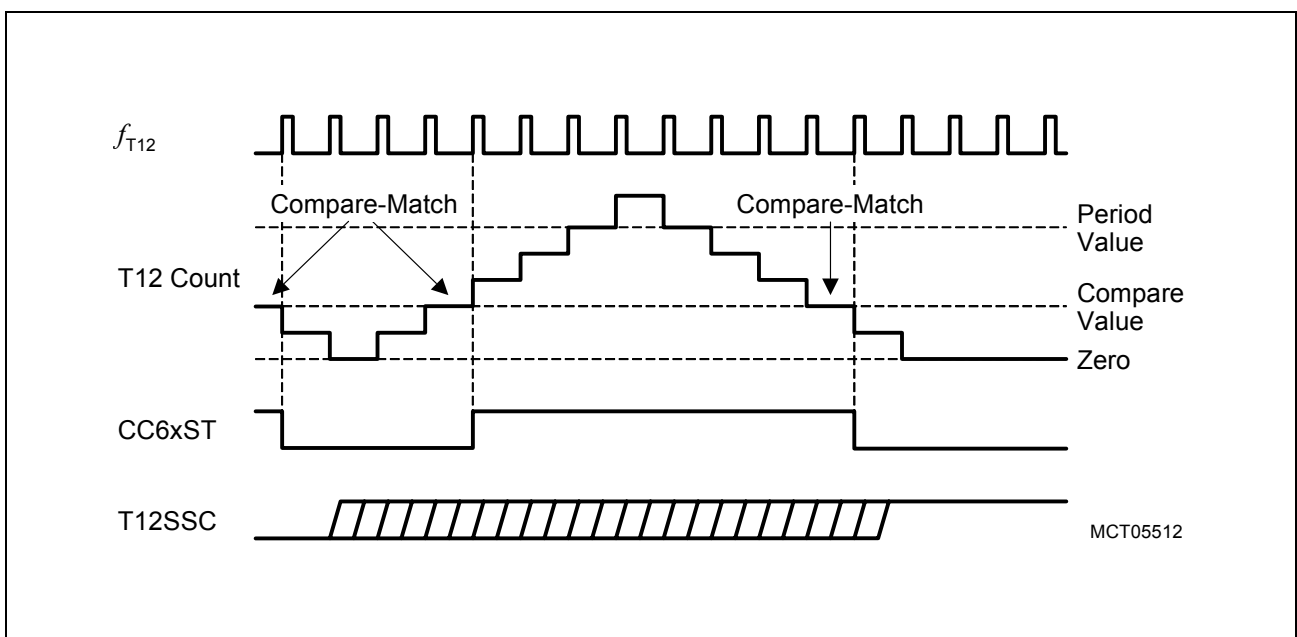 fT12
Compare-Match
Compare-Match
Period
Value
T12 Count
Compare
Value
Zero
CC6xST
T12SSC
MCT05512